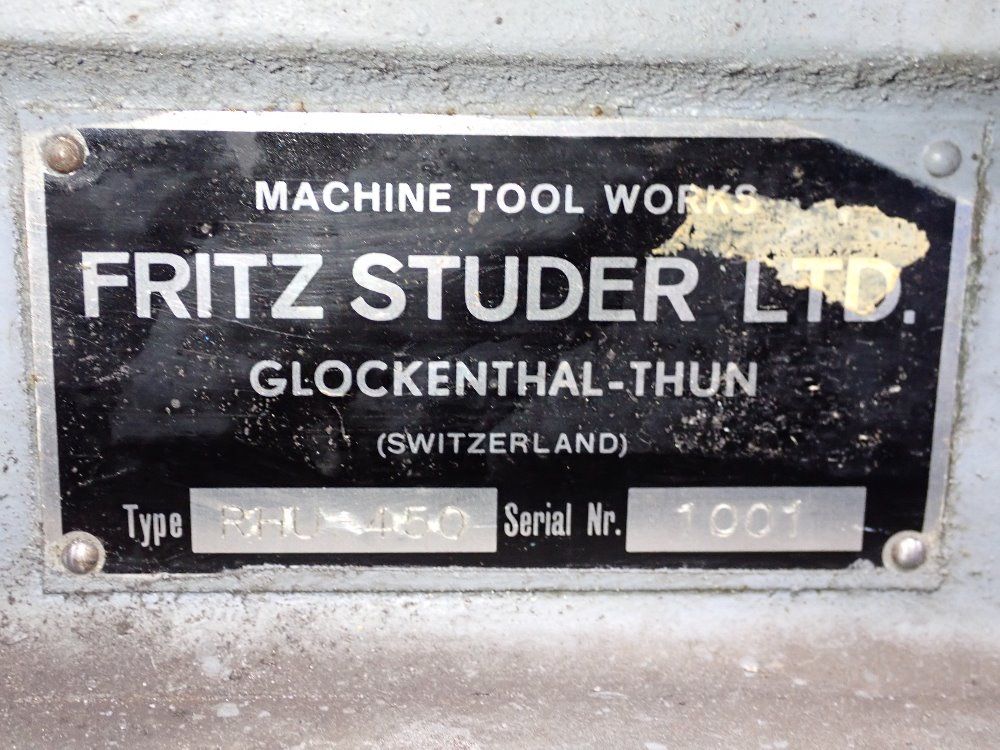 MACHINE TOOL WORKS
FRITZ STUDER LTD.
GLOCKENTHAL-THUN
(SWITZERLAND)
Type RHU-450 Serial Nr. 1001